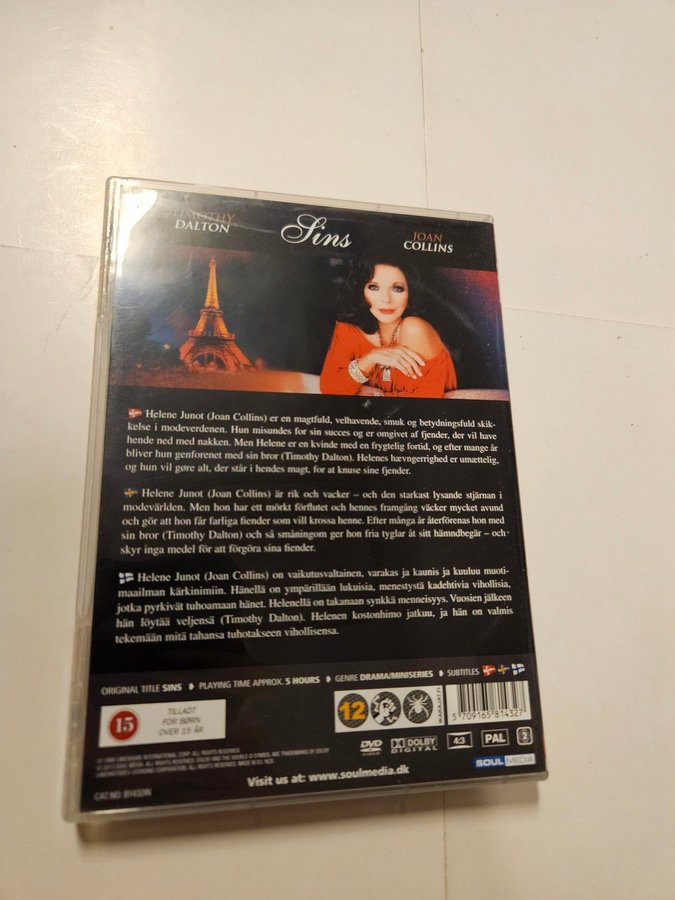 TIMOTHY
DALTON
Sins
JOAN
COLLINS
Helene Junot (Joan Collins) er en magtfuld, velhavende, smuk og betydningsfuld skik-
kelse i modeverdenen. Hun misundes for sin succes og er omgivet af fjender, der vil have
hende ned med nakken. Men Helene er en kvinde med en frygtelig fortid, og efter mange år
bliver hun genforenet med sin bror (Timothy Dalton). Helenes hævngerrighed er umættelig,
og hun vil gøre alt, der står i hendes magt, for at knuse sine fjender.
Helene Junot (Joan Collins) är rik och vacker – och den starkast lysande stjärnan i
modevärlden. Men hon har ett mörkt förflutet och hennes framgång väcker mycket avund
och gör att hon får farliga fiender som vill krossa henne. Efter många år återförenas hon med
sin bror (Timothy Dalton) och så småningom ger hon fria tyglar åt sitt hämndbegär – och
skyr inga medel för att förgöra sina fiender.
Helene Junot (Joan Collins) on vaikutusvaltainen, varakas ja kaunis ja kuuluu muoti-
maailman kärkinimiin. Hänellä on ympärillään lukuisia, menestystä kadehtivia vihollisia,
jotka pyrkivät tuhoamaan hänet. Helenellä on takanaan synkkä menneisyys. Vuosien jälkeen
hän löytää veljensä (Timothy Dalton). Helenen kostonhimo jatkuu, ja hän on valmis
tekemään mitä tahansa tuhotakseen vihollisensa.
ORIGINAL TITLE SINS PLAYING TIME APPROX. 5 HOURS GENRE DRAMA/MINISERIES SUBTITLES
15
TILLADT
FOR BØRN
OVER 15 ÅR
12
IKARAJAT.FI
5 709165 814327
DVD
VIDEO
DOLBY
DIGITAL
4:3
PAL
2
SOULMEDIA
Visit us at: www.soulmedia.dk